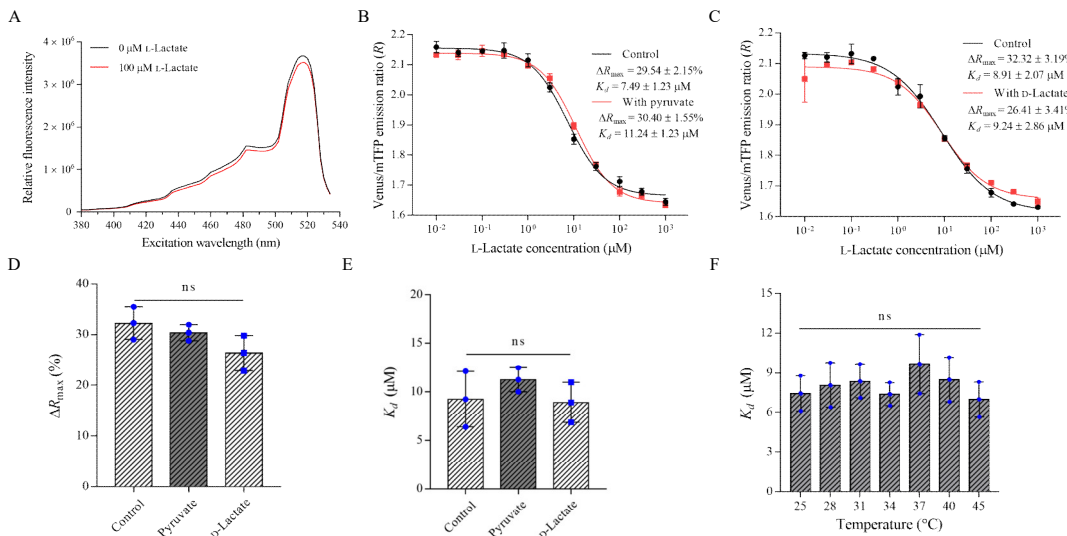 A
Relative fluorescence intensity
4 × 10⁶
3 × 10⁶
2 × 10⁶
1 × 10⁶
0
0 μM L-Lactate
100 μM L-Lactate
380 400 420 440 460 480 500 520 540
Excitation wavelength (nm)
B
Venus/mTFP emission ratio (R)
2.2
2.1
2.0
1.9
1.8
1.7
1.6
Control
ΔRmax = 29.54 ± 2.15%
Kd = 7.49 ± 1.23 μM
With pyruvate
ΔRmax = 30.40 ± 1.55%
Kd = 11.24 ± 1.23 μM
10⁻² 10⁻¹ 10⁰ 10¹ 10² 10³
L-Lactate concentration (μM)
C
Venus/mTFP emission ratio (R)
2.2
2.1
2.0
1.9
1.8
1.7
1.6
Control
ΔRmax = 32.32 ± 3.19%
Kd = 8.91 ± 2.07 μM
With D-Lactate
ΔRmax = 26.41 ± 3.41%
Kd = 9.24 ± 2.86 μM
10⁻² 10⁻¹ 10⁰ 10¹ 10² 10³
L-Lactate concentration (μM)
D
ΔRmax (%)
40
30
20
10
0
ns
Control Pyruvate D-Lactate
E
Kd (μM)
20
15
10
5
0
ns
Control Pyruvate D-Lactate
F
Kd (μM)
15
12
9
6
3
0
ns
25 28 31 34 37 40 45
Temperature (°C)